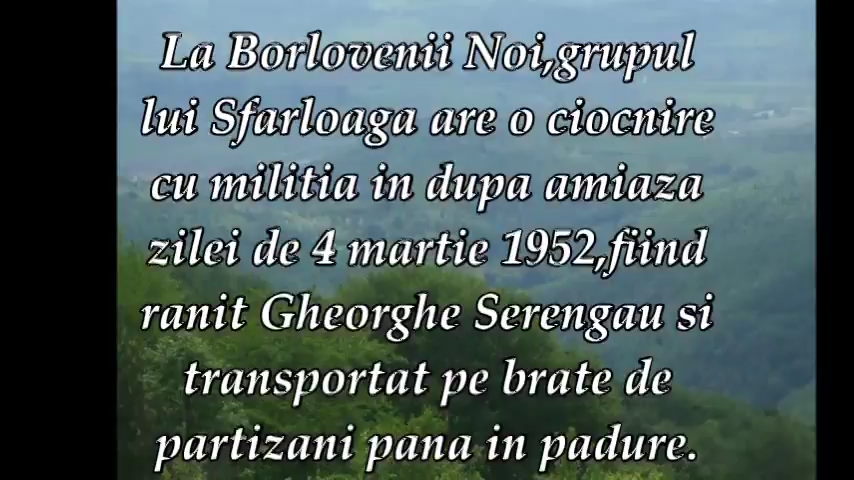 La Borlovenii Noi,grupul
lui Sfarloaga are o ciocnire
cu militia in dupa amiaza
zilei de 4 martie 1952,fiind
ranit Gheorghe Serengau si
transportat pe brate de
partizani pana in padure.